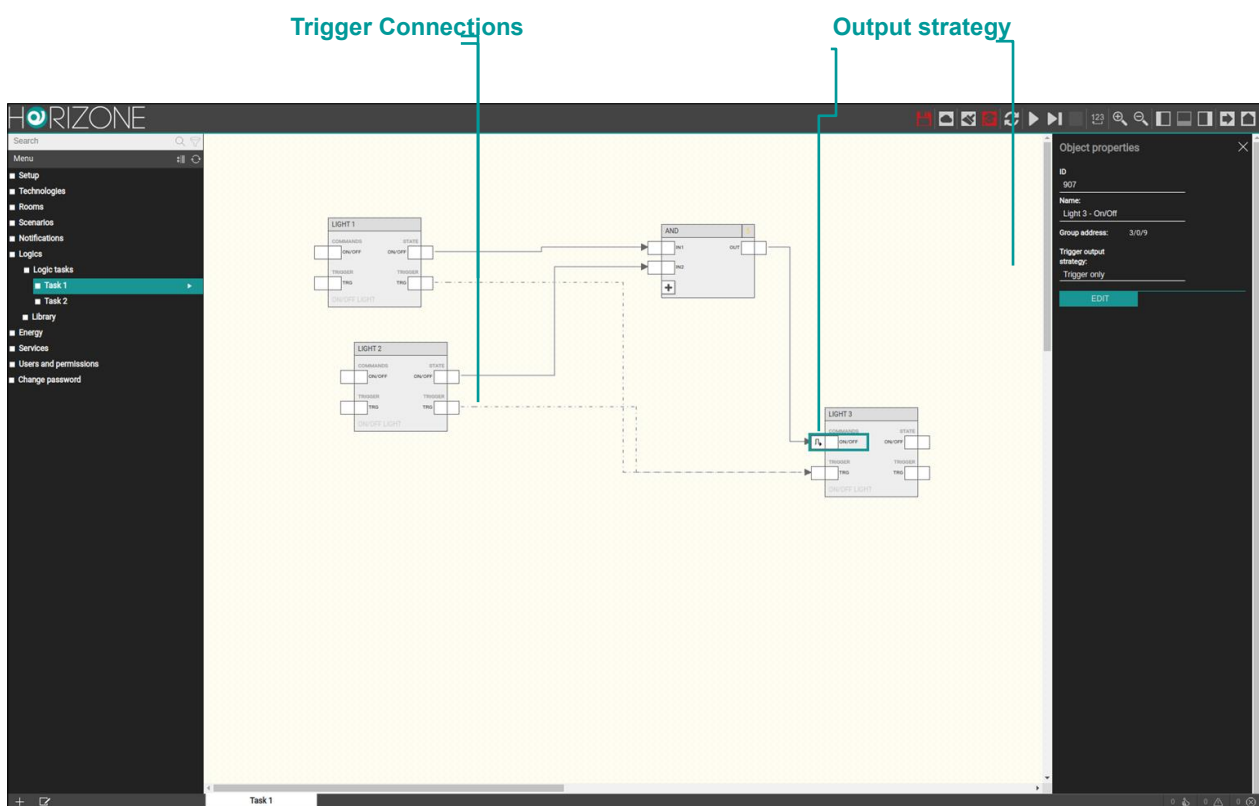 Trigger Connections
Output strategy
HORIZONE
Search
Menu
Setup
Technologies
Rooms
Scenarios
Notifications
Logics
Logic tasks
Task 1
Task 2
Library
Energy
Services
Users and permissions
Change password
123
LIGHT 1
COMMANDS STATE
ON/OFF ON/OFF
TRIGGER TRIGGER
TRG TRG
ON/OFF LIGHT
LIGHT 2
COMMANDS STATE
ON/OFF ON/OFF
TRIGGER TRIGGER
TRG TRG
ON/OFF LIGHT
AND
IN1 OUT
IN2
LIGHT 3
COMMANDS STATE
ON/OFF ON/OFF
TRIGGER TRIGGER
TRG TRG
ON/OFF LIGHT
Object properties
ID
907
Name:
Light 3 - On/Off
Group address: 3/0/9
Trigger output
strategy:
Trigger only
EDIT
Task 1
0 0 0